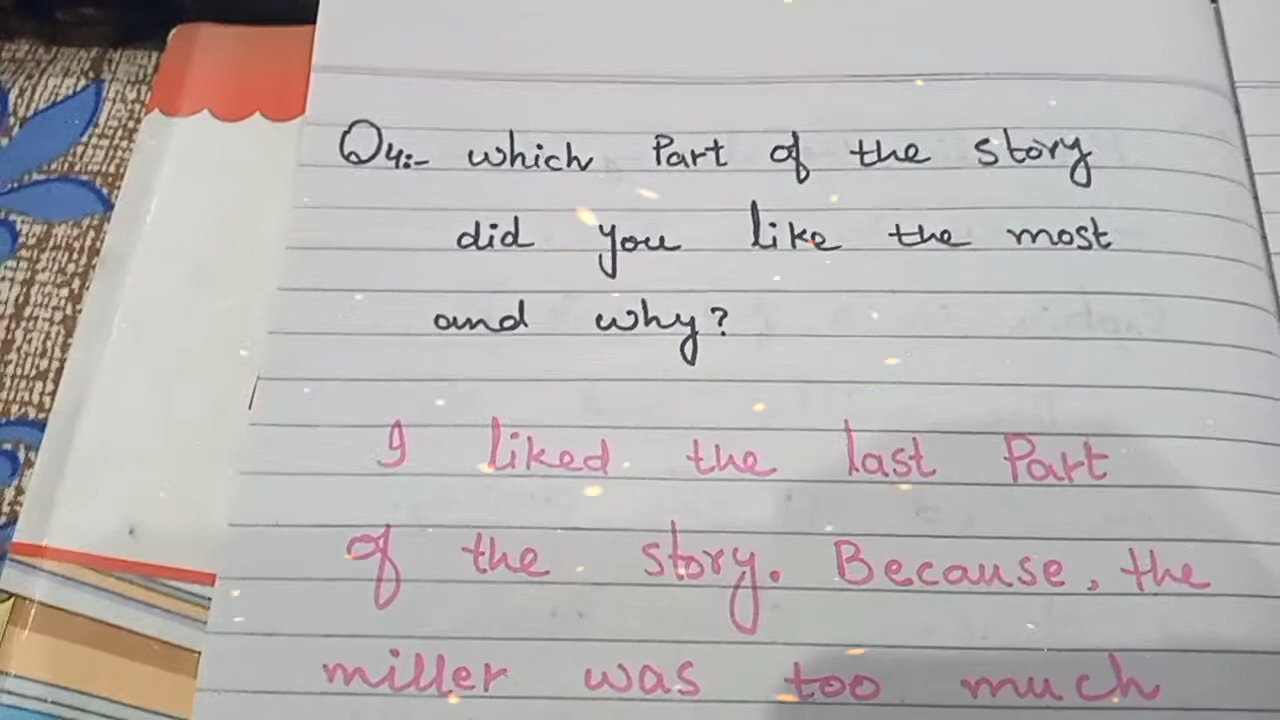 Q4:- which Part of the story
did you like the most
and why?
I liked the last Part
of the story. Because, the
miller was too much